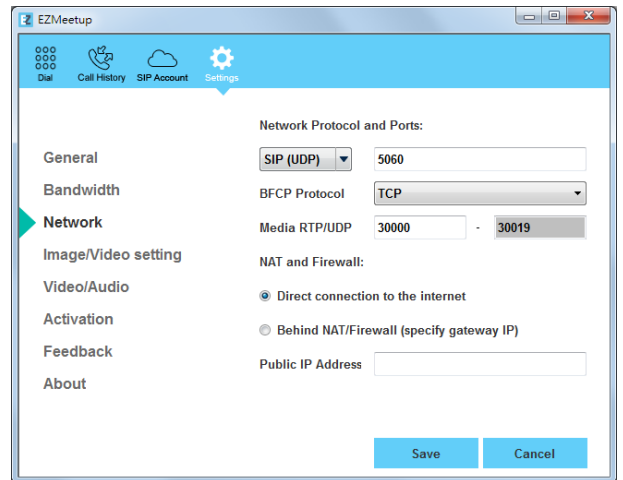 EZ EZMeetup
Dial Call History SIP Account Settings
Network Protocol and Ports:
General
SIP (UDP) 5060
Bandwidth
BFCP Protocol TCP
Network
Media RTP/UDP 30000 - 30019
Image/Video setting
NAT and Firewall:
Video/Audio
Direct connection to the internet
Activation
Behind NAT/Firewall (specify gateway IP)
Feedback
Public IP Address
About
Save Cancel